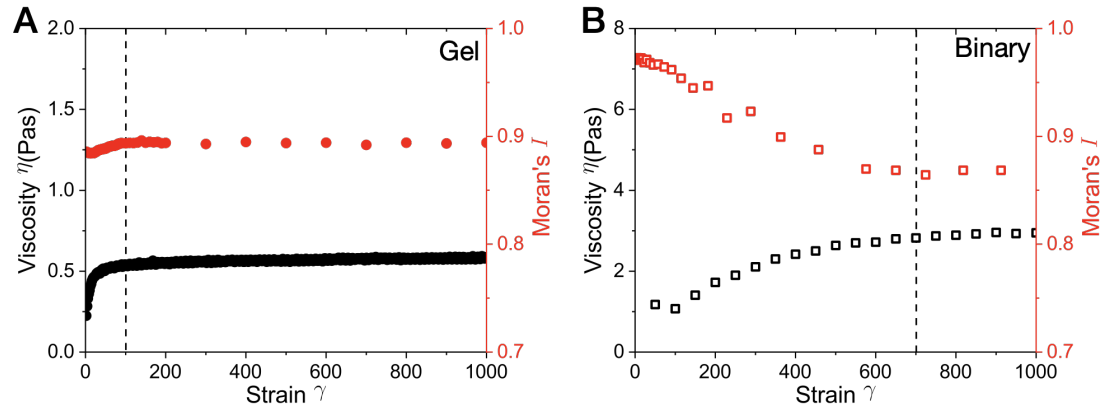 A
Gel
Viscosity η(Pas)
2.0
1.5
1.0
0.5
0.0
1.0
0.9
0.8
0.7
Moran's I
0 200 400 600 800 1000
Strain γ
B
Binary
Viscosity η(Pas)
8
6
4
2
0
1.0
0.9
0.8
0.7
Moran's I
0 200 400 600 800 1000
Strain γ